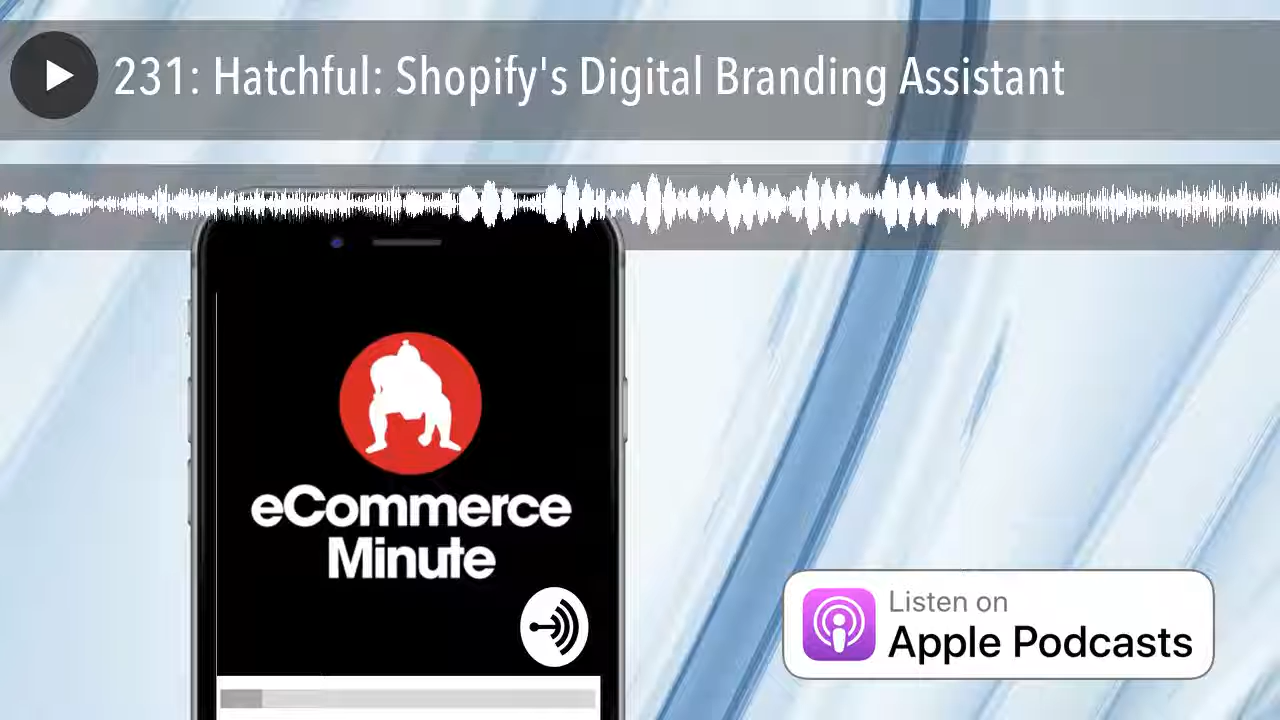 231: Hatchful: Shopify's Digital Branding Assistant
eCommerce
Minute
Listen on
Apple Podcasts